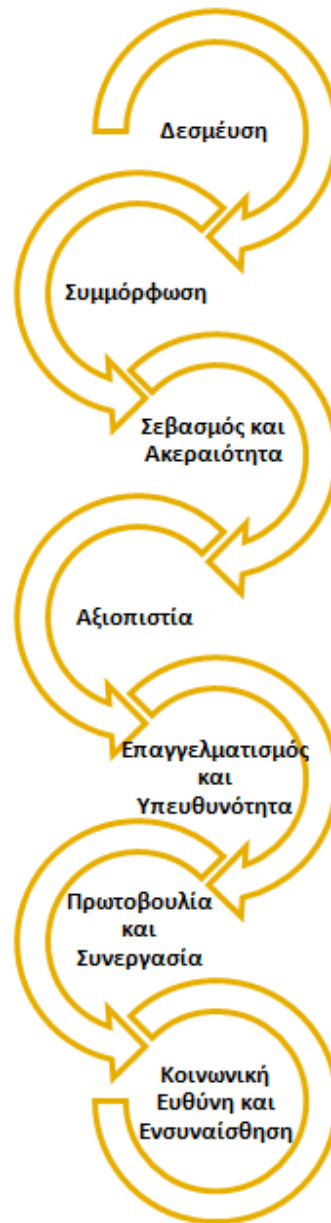 Δεσμέυση
Συμμόρφωση
Σεβασμός και
Ακεραιότητα
Αξιοπιστία
Επαγγελματισμός
και
Υπευθυνότητα
Πρωτοβουλία
και
Συνεργασία
Κοινωνική
Ευθύνη και
Ενσυναίσθηση